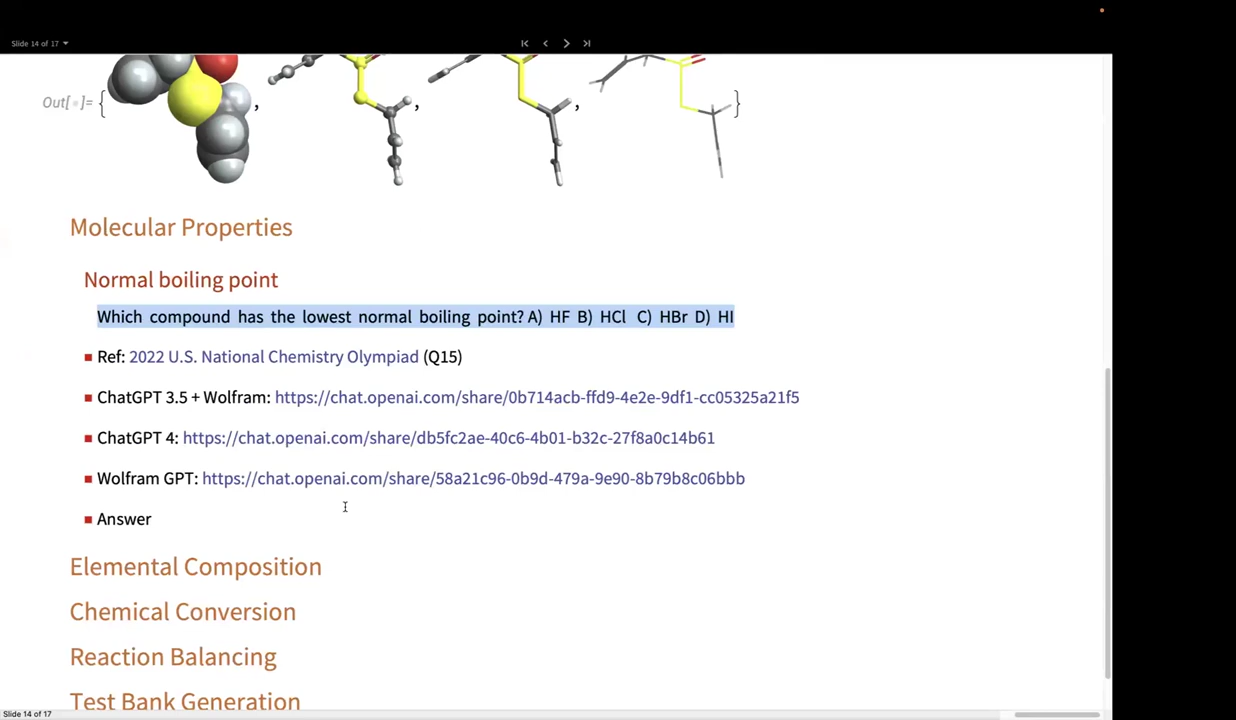 Slide 14 of 17
Out[ ]= { , , , }
Molecular Properties
Normal boiling point
Which compound has the lowest normal boiling point? A) HF B) HCl C) HBr D) HI
Ref: 2022 U.S. National Chemistry Olympiad (Q15)
ChatGPT 3.5 + Wolfram: https://chat.openai.com/share/0b714acb-ffd9-4e2e-9df1-cc05325a21f5
ChatGPT 4: https://chat.openai.com/share/db5fc2ae-40c6-4b01-b32c-27f8a0c14b61
Wolfram GPT: https://chat.openai.com/share/58a21c96-0b9d-479a-9e90-8b79b8c06bbb
Answer
Elemental Composition
Chemical Conversion
Reaction Balancing
Test Bank Generation
Slide 14 of 17